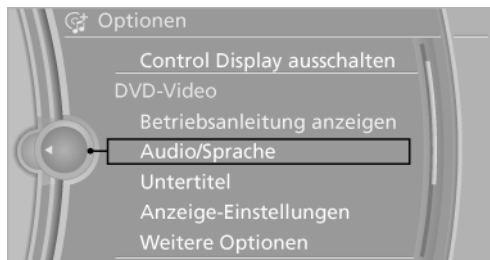 Optionen
Control Display ausschalten
DVD-Video
Betriebsanleitung anzeigen
Audio/Sprache
Untertitel
Anzeige-Einstellungen
Weitere Optionen